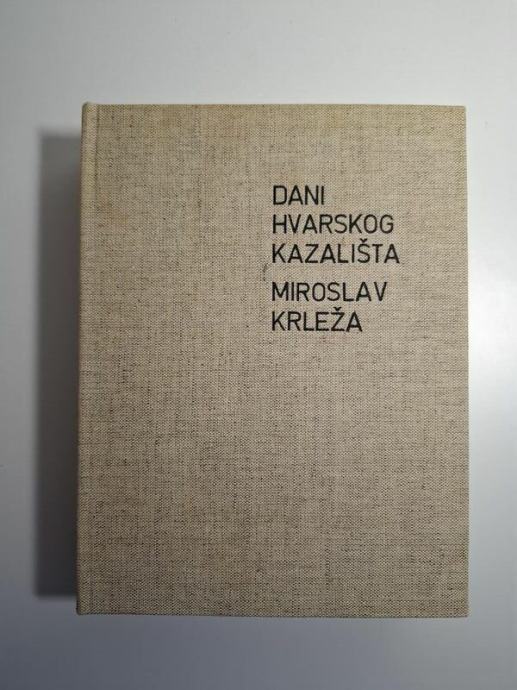 DANI
HVARSKOG
KAZALIŠTA
MIROSLAV
KRLEŽA